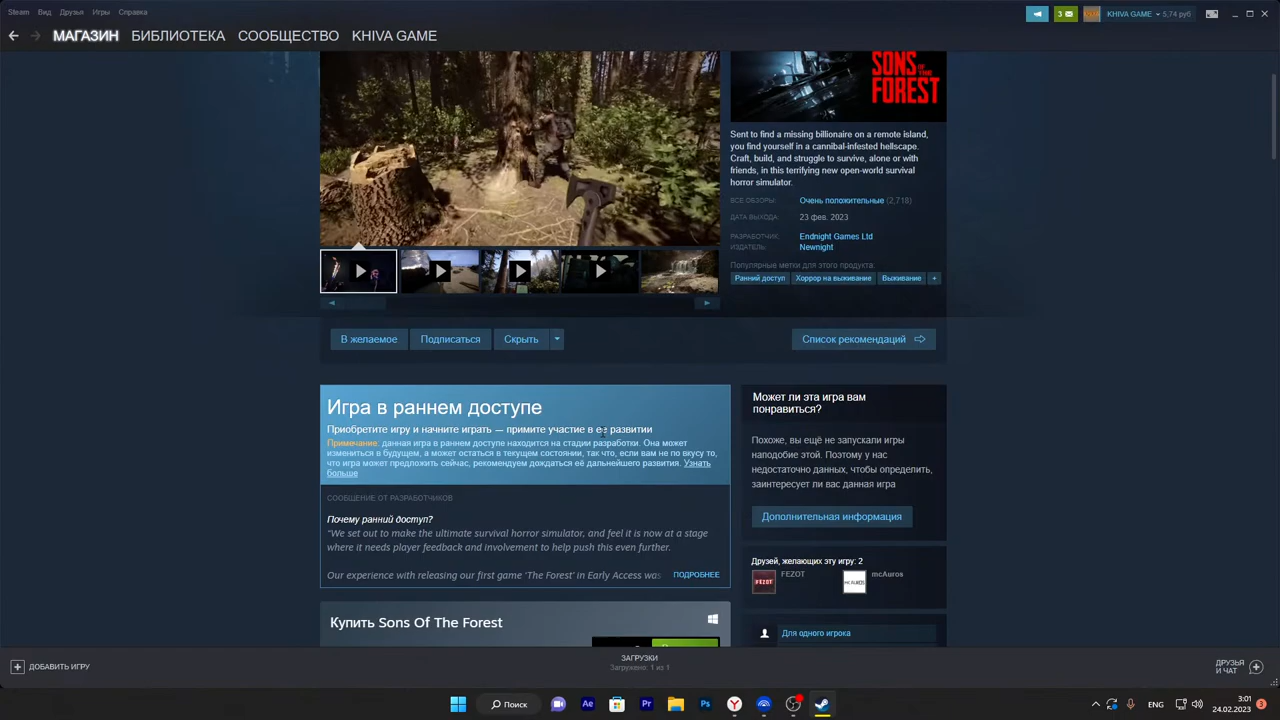 Steam Вид Друзья Игры Справка
3
KHIVA GAME
5,74 руб
МАГАЗИН БИБЛИОТЕКА СООБЩЕСТВО KHIVA GAME
SONS
OF THE
FOREST
Sent to find a missing billionaire on a remote island,
you find yourself in a cannibal-infested hellscape.
Craft, build, and struggle to survive, alone or with
friends, in this terrifying new open-world survival
horror simulator.
ВСЕ ОБЗОРЫ: Очень положительные (2,718)
ДАТА ВЫХОДА: 23 фев. 2023
РАЗРАБОТЧИК: Endnight Games Ltd
ИЗДАТЕЛЬ: Newnight
Популярные метки для этого продукта:
Ранний доступ Хоррор на выживание Выживание +
В желаемое Подписаться Скрыть Список рекомендаций
Игра в раннем доступе
Приобретите игру и начните играть — примите участие в её развитии
Примечание: данная игра в раннем доступе находится на стадии разработки. Она может
измениться в будущем, а может остаться в текущем состоянии, так что, если вам не по вкусу то,
что игра может предложить сейчас, рекомендуем дождаться её дальнейшего развития. Узнать
больше
СООБЩЕНИЕ ОТ РАЗРАБОТЧИКОВ
Почему ранний доступ?
“We set out to make the ultimate survival horror simulator, and feel it is now at a stage
where it needs player feedback and involvement to help push this even further.
Our experience with releasing our first game 'The Forest' in Early Access was ПОДРОБНЕЕ
Купить Sons Of The Forest
Может ли эта игра вам
понравиться?
Похоже, вы ещё не запускали игры
наподобие этой. Поэтому у нас
недостаточно данных, чтобы определить,
заинтересует ли вас данная игра
Дополнительная информация
Друзей, желающих эту игру: 2
FEZOT
FEZOT
mcAuros
Для одного игрока
ДОБАВИТЬ ИГРУ
ЗАГРУЗКИ
Загружено: 1 из 1
ДРУЗЬЯ
И ЧАТ
Поиск
Ae
Pr
Ps
ENG
3:01
24.02.2023
3